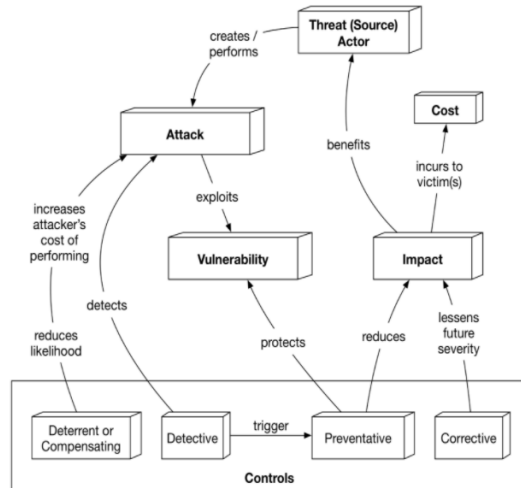 Threat (Source)
Actor
creates /
performs
Cost
Attack
benefits
incurs to
victim(s)
exploits
increases
attacker's
cost of
performing
Vulnerability
Impact
detects
lessens
future
severity
reduces
likelihood
protects
reduces
Deterrent or
Compensating
Detective
trigger
Preventative
Corrective
Controls